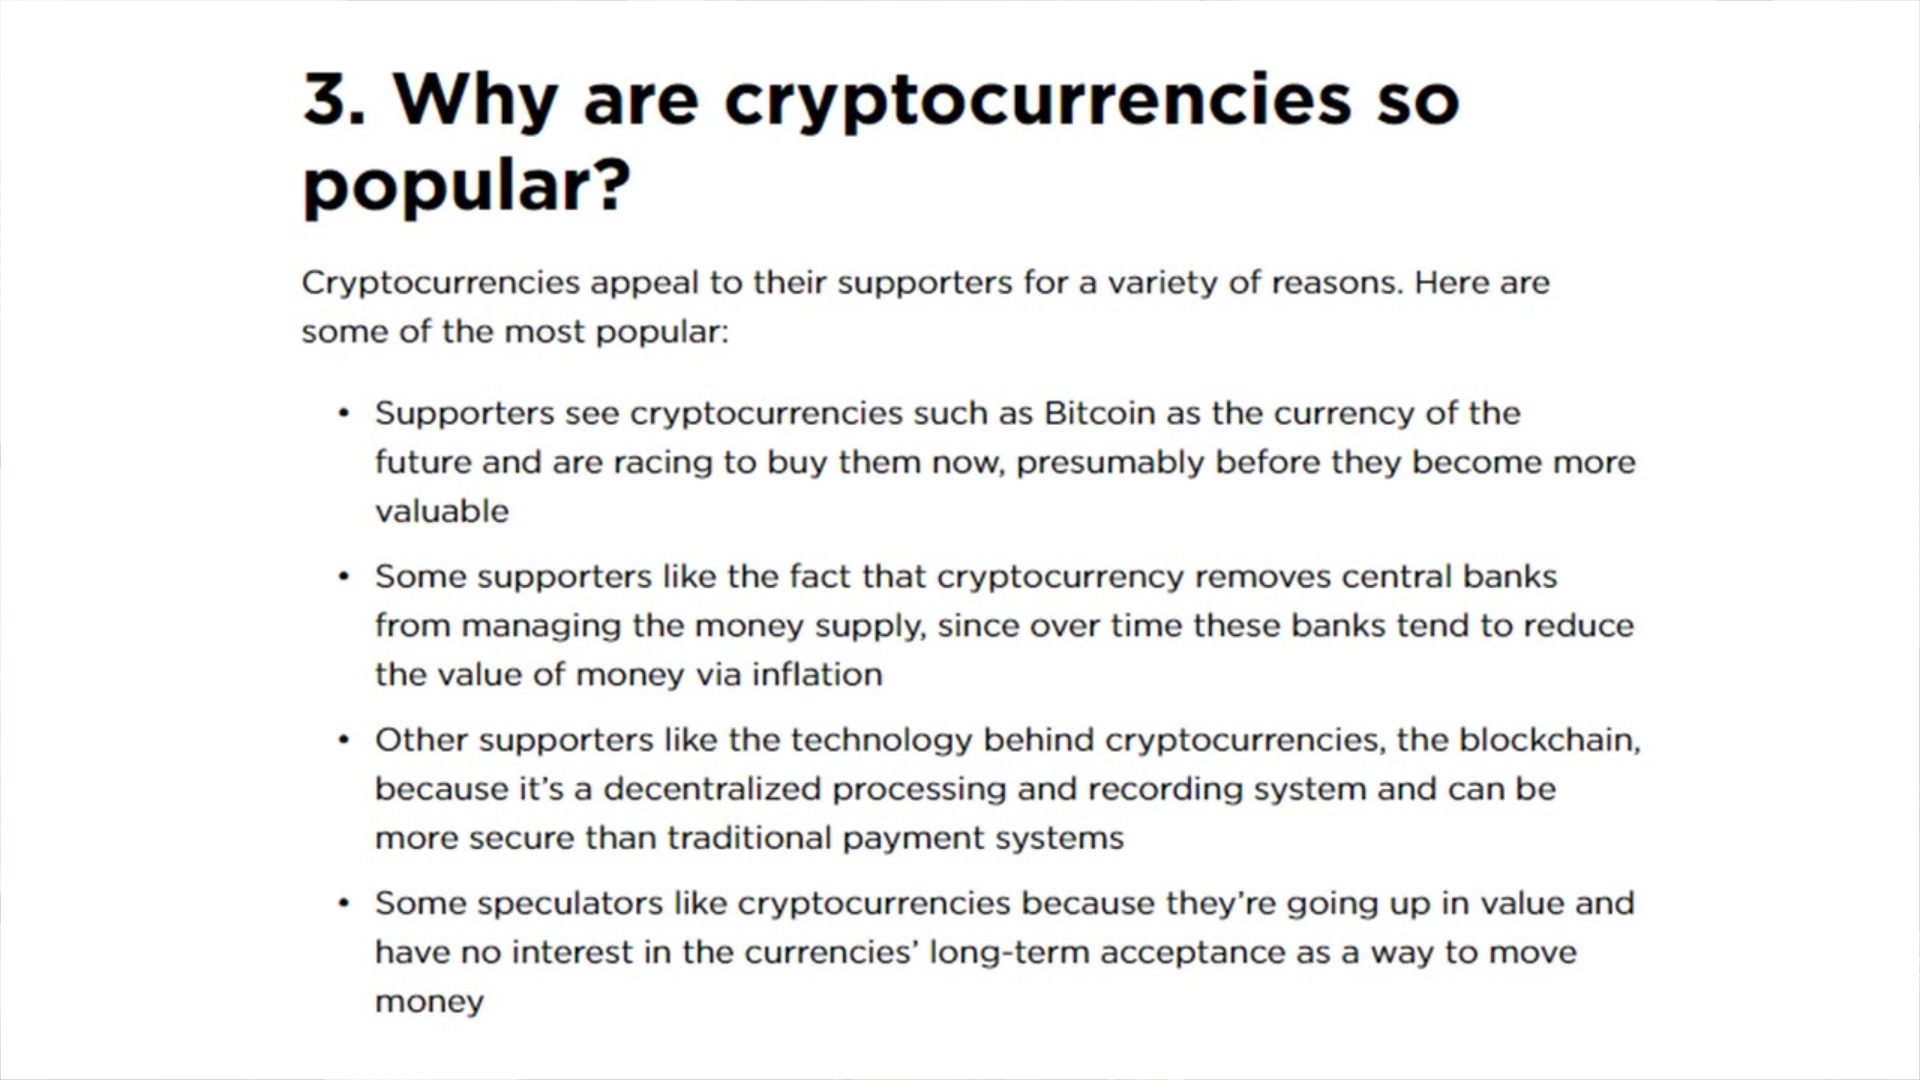 3. Why are cryptocurrencies so
popular?
Cryptocurrencies appeal to their supporters for a variety of reasons. Here are
some of the most popular:
• Supporters see cryptocurrencies such as Bitcoin as the currency of the
future and are racing to buy them now, presumably before they become more
valuable
• Some supporters like the fact that cryptocurrency removes central banks
from managing the money supply, since over time these banks tend to reduce
the value of money via inflation
• Other supporters like the technology behind cryptocurrencies, the blockchain,
because it’s a decentralized processing and recording system and can be
more secure than traditional payment systems
• Some speculators like cryptocurrencies because they’re going up in value and
have no interest in the currencies’ long-term acceptance as a way to move
money